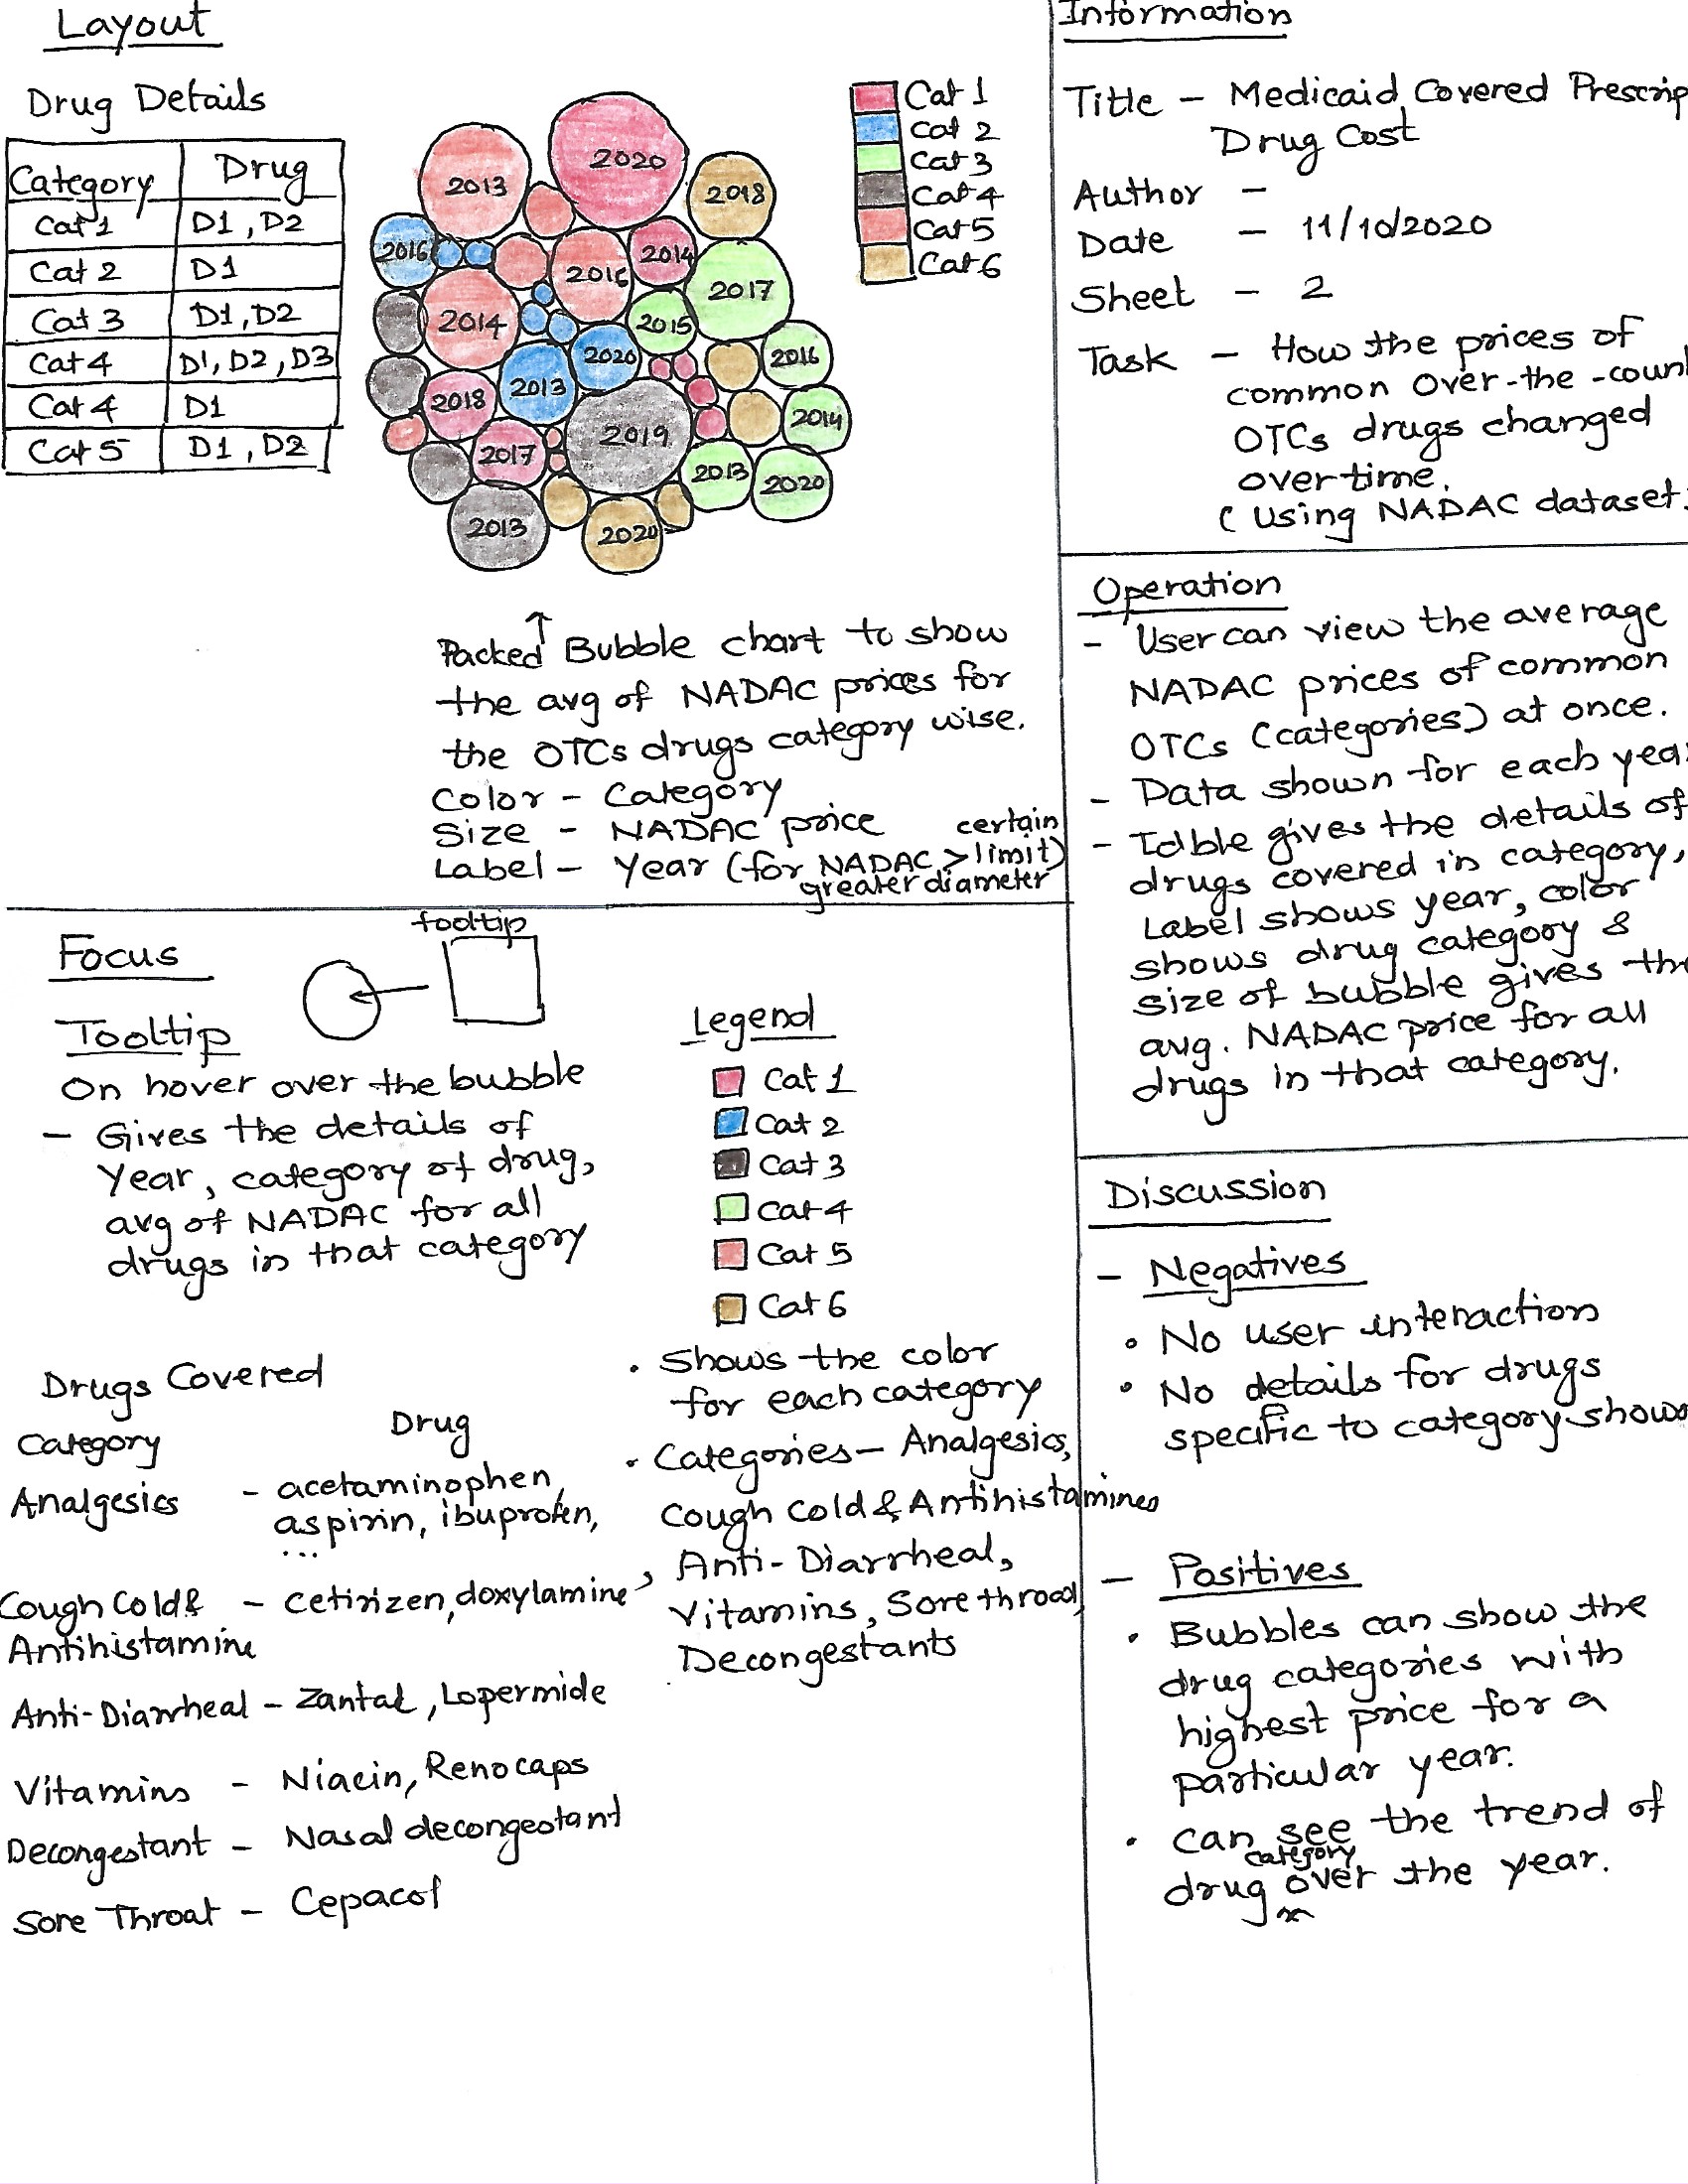 Layout
Drug Details
Category Drug
Cat 1 D1, D2
Cat 2 D1
Cat 3 D1, D2
Cat 4 D1, D2, D3
Cat 4 D1
Cat 5 D1, D2
2020
2013
2018
2016
2014
2016
2017
2014
2015
2020
2016
2013
2018
2014
2019
2017
2013
2020
2013
2020
Cat 1
Cat 2
Cat 3
Cat 4
Cat 5
Cat 6
↑
Packed Bubble chart to show
the avg of NADAC prices for
the OTCs drugs category wise.
Color - Category
Size - NADAC price
Label - Year (for NADAC > certain limit)
greater diameter
Information
Title - Medicaid Covered Prescrip
Drug Cost
Author -
Date - 11/10/2020
Sheet - 2
Task - How the prices of
common over-the-coun
OTCs drugs changed
over time.
( Using NADAC dataset
Operation
- User can view the average
NADAC prices of common
OTCs (categories) at once.
- Data shown for each yea
- Table gives the details of
drugs covered in category,
Label shows year, color
shows drug category &
size of bubble gives the
avg. NADAC price for all
drugs in that category.
Focus
tooltip
Tooltip
On hover over the bubble
- Gives the details of
Year, category of drug,
avg of NADAC for all
drugs in that category
Legend
Cat 1
Cat 2
Cat 3
Cat 4
Cat 5
Cat 6
• Shows the color
for each category
• Categories - Analgesics,
Cough Cold & Antihistamines
, Anti-Diarrheal,
Vitamins, Sore throat,
Decongestants
Drugs Covered
Category Drug
Analgesics - acetaminophen,
aspirin, ibuprofen,
...
Cough Cold & - cetirizen, doxylamine
Antihistamine
Anti-Diarrheal - Zantal, Lopermide
Vitamins - Niacin, Reno caps
Decongestant - Nasal decongestant
Sore Throat - Cepacol
Discussion
- Negatives
• No user interaction
• No details for drugs
specific to category shows
- Positives
• Bubbles can show the
drug categories with
highest price for a
particular year.
• Can see the trend of
drug category over the year.